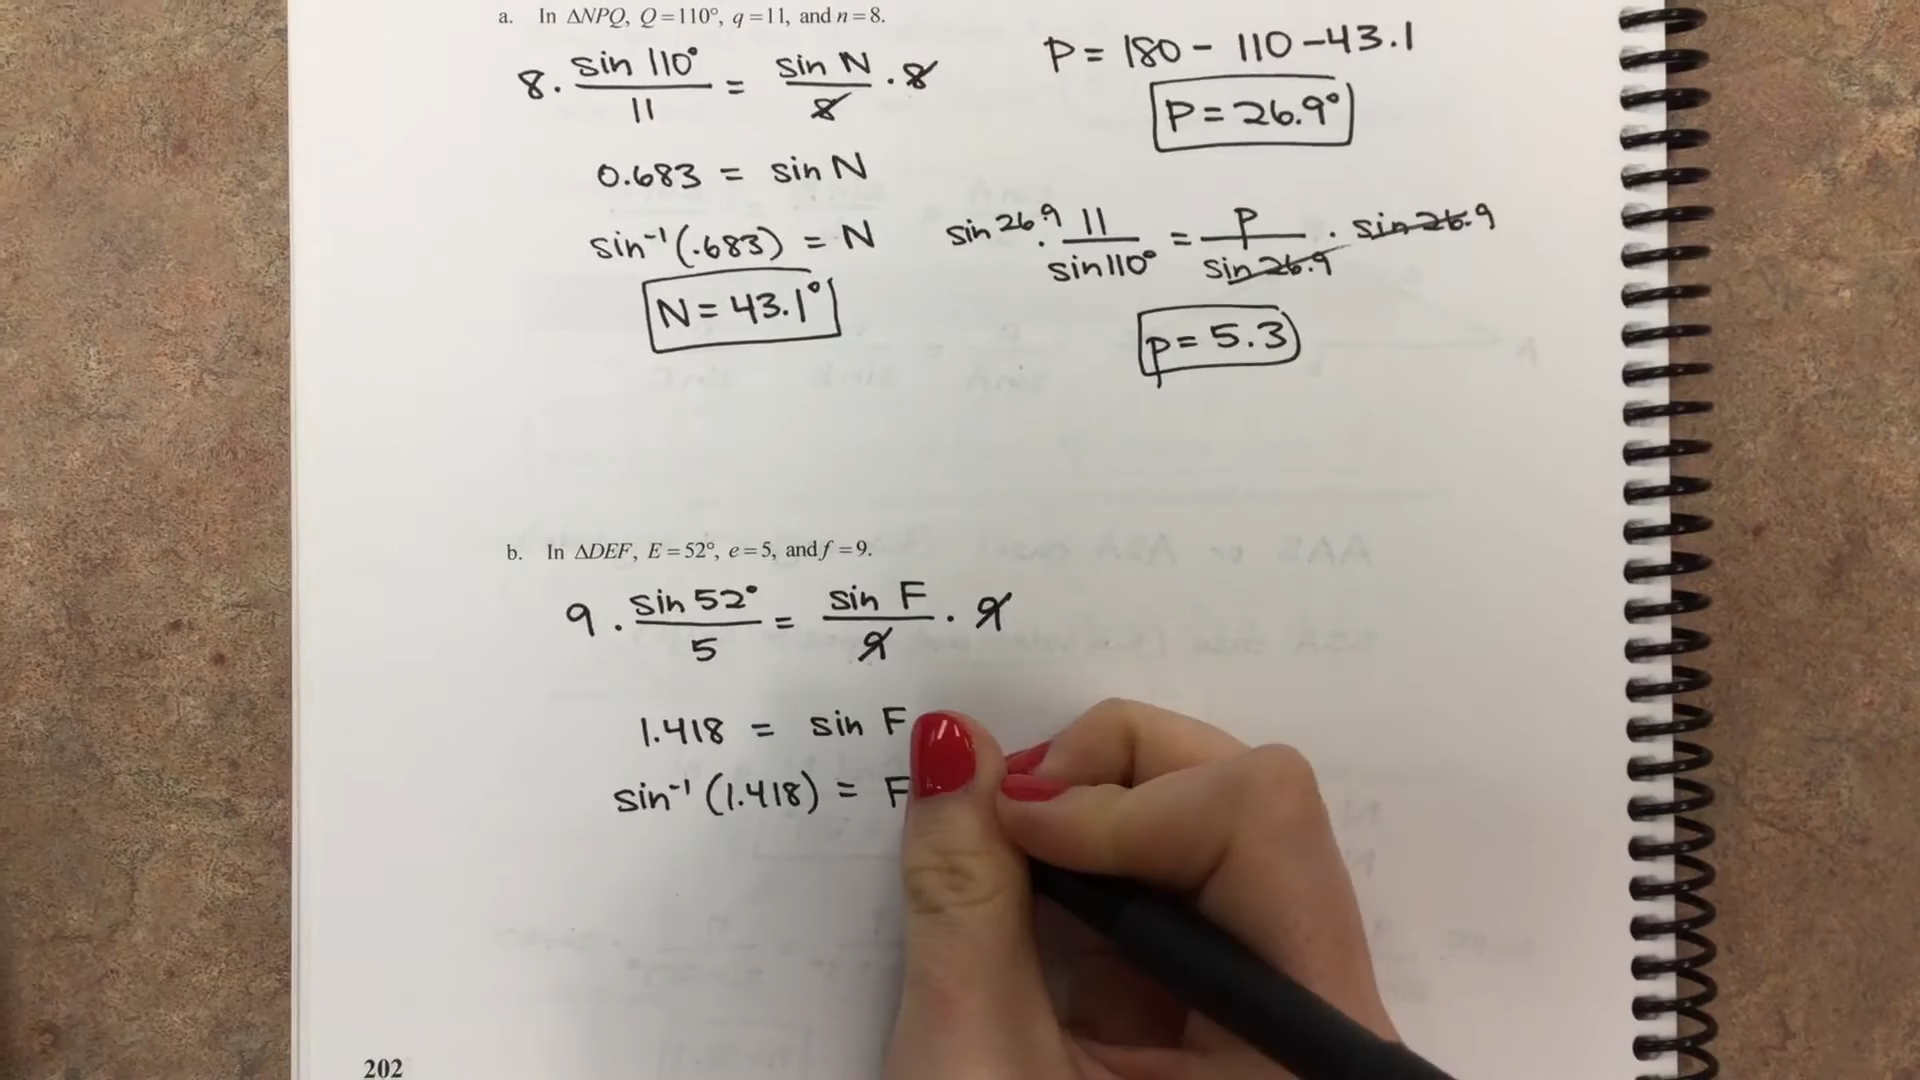 a. In ΔNPQ, Q=110°, q=11, and n=8.
8 · sin 110° / 11 = sin N / 8 · 8
0.683 = sin N
sin⁻¹(.683) = N
N = 43.1°
P = 180 - 110 - 43.1
P = 26.9°
sin 26.9 · 11 / sin 110° = P / sin 26.9 · sin 26.9
p = 5.3
b. In ΔDEF, E=52°, e=5, and f=9.
9 · sin 52° / 5 = sin F / 9 · 9
1.418 = sin F
sin⁻¹(1.418) = F
202